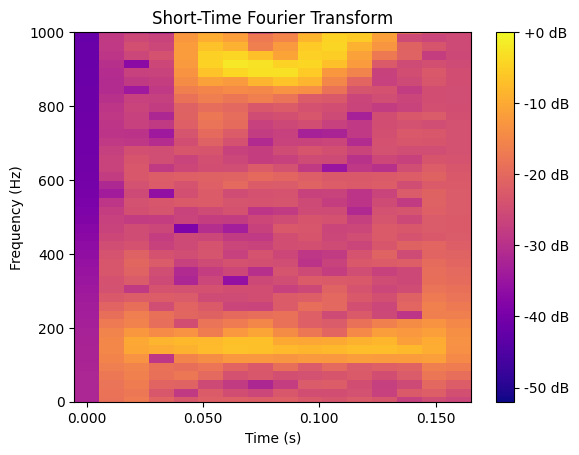 Short-Time Fourier Transform
Frequency (Hz)
1000
800
600
400
200
0
0.000
0.050
0.100
0.150
Time (s)
+0 dB
-10 dB
-20 dB
-30 dB
-40 dB
-50 dB